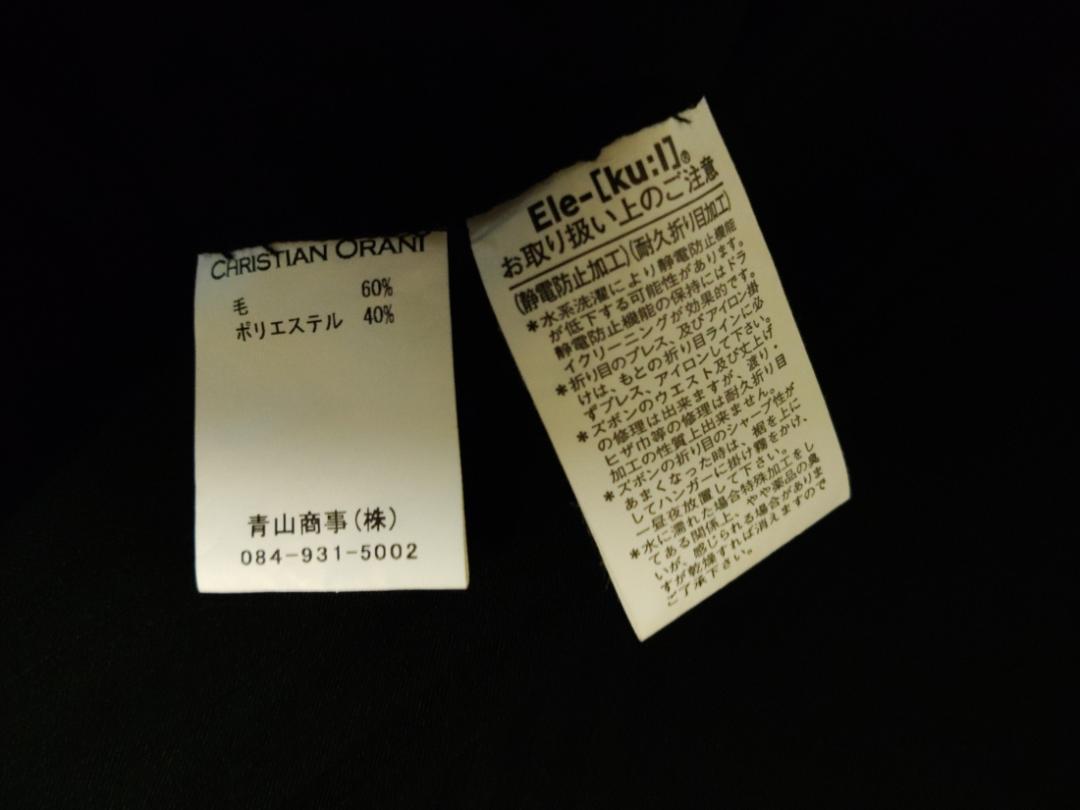 CHRISTIAN ORANI
毛 60%
ポリエステル 40%
青山商事(株)
084-931-5002
Ele-[ku:l]®
お取り扱い上のご注意
(静電防止加工)(耐久折り目加工)
*水系洗濯により静電防止機能
が低下する可能性があります。
静電防止機能の保持にはドラ
イクリーニングが効果的です。
*折り目のプレス、及びアイロン掛
けは、もとの折り目ラインに必
ずプレス、アイロンして下さい。
*ズボンのウエスト及び丈上げ
の修理は出来ますが、渡り・
ヒザ巾等の修理は耐久折り目
加工の性質上出来ません。
*ズボンの折り目のシャープ性が
あまくなった時は、裾を上に
してハンガーに掛け霧をかけ、
一昼夜放置して下さい。
*水に濡れた場合特殊加工をし
てある関係上、やや薬品の臭
いが、感じられる場合がありま
すが乾燥すれば消えますので
ご了承下さい。